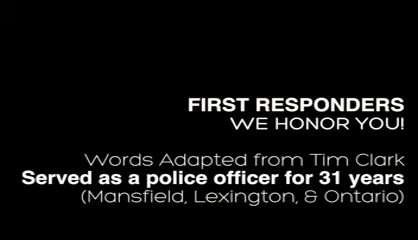 FIRST RESPONDERS
WE HONOR YOU!
Words Adapted from Tim Clark
Served as a police officer for 31 years
(Mansfield, Lexington, & Ontario)